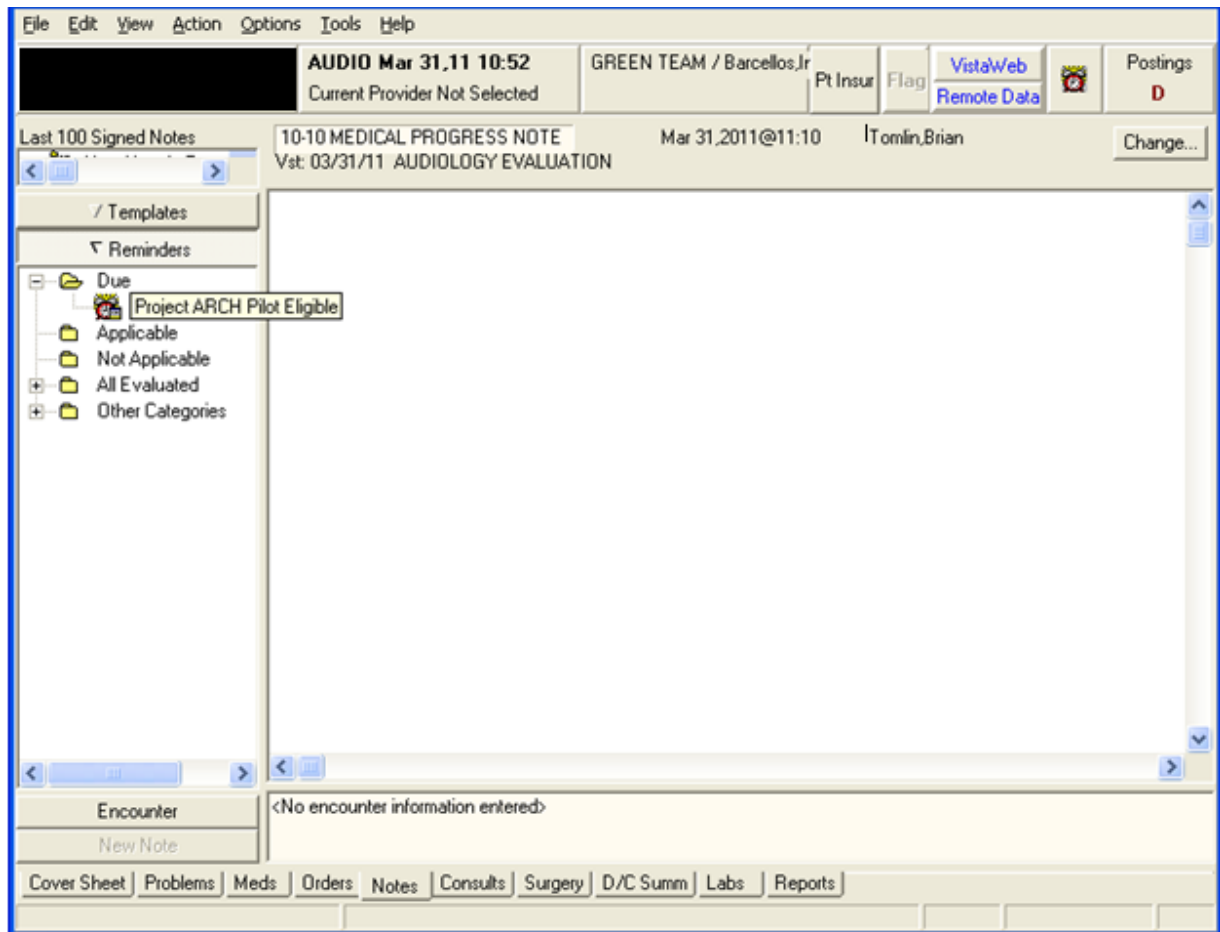 File Edit View Action Options Tools Help
AUDIO Mar 31,11 10:52
Current Provider Not Selected
GREEN TEAM / Barcellos,Ir
Pt Insur
Flag
VistaWeb
Remote Data
Postings
D
Last 100 Signed Notes
10-10 MEDICAL PROGRESS NOTE Mar 31,2011@11:10 Tomlin,Brian
Change...
Vst: 03/31/11 AUDIOLOGY EVALUATION
Templates
Reminders
Due
Project ARCH Pilot Eligible
Applicable
Not Applicable
All Evaluated
Other Categories
Encounter
<No encounter information entered>
New Note
Cover Sheet Problems Meds Orders Notes Consults Surgery D/C Summ Labs Reports